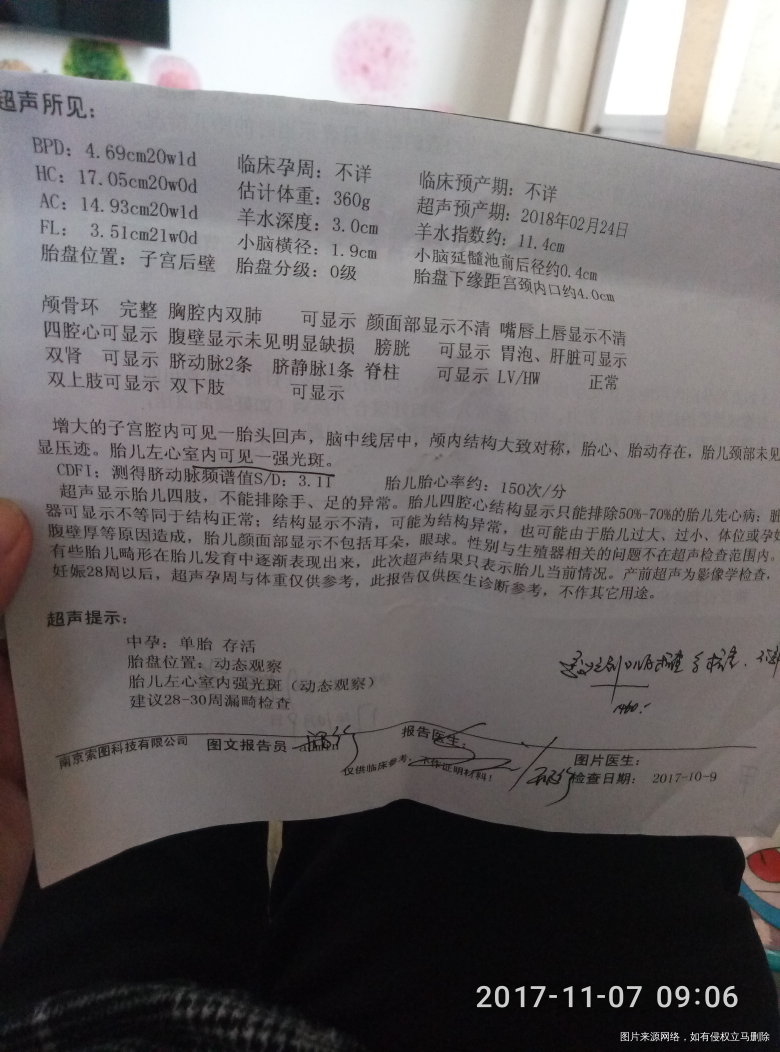 超声所见：
BPD：4.69cm20w1d 临床孕周：不详 临床预产期：不详
HC：17.05cm20w0d 估计体重：360g 超声预产期：2018年02月24日
AC：14.93cm20w1d 羊水深度：3.0cm 羊水指数约：11.4cm
FL： 3.51cm21w0d 小脑横径：1.9cm 小脑延髓池前后径约0.4cm
胎盘位置：子宫后壁 胎盘分级：0级 胎盘下缘距宫颈内口约4.0cm
颅骨环 完整 胸腔内双肺 可显示 颜面部显示不清 嘴唇上唇显示不清
四腔心可显示 腹壁显示未见明显缺损 膀胱 可显示 胃泡、肝脏可显示
双肾 可显示 脐动脉2条 脐静脉1条 脊柱 可显示 LV/HW 正常
双上肢可显示 双下肢 可显示
增大的子宫腔内可见一胎头回声，脑中线居中，颅内结构大致对称，胎心、胎动存在，胎儿颈部未见
显压迹。胎儿左心室内可见一强光斑。
CDFI：测得脐动脉频谱值S/D：3.11 胎儿胎心率约：150次/分
超声显示胎儿四肢，不能排除手、足的异常。胎儿四腔心结构显示只能排除50%-70%的胎儿先心病；脏
器可显示不等同于结构正常；结构显示不清，可能为结构异常，也可能由于胎儿过大、过小、体位或孕妇
腹壁厚等原因造成，胎儿颜面部显示不包括耳朵，眼球。性别与生殖器相关的问题不在超声检查范围内。
有些胎儿畸形在胎儿发育中逐渐表现出来，此次超声结果只表示胎儿当前情况。产前超声为影像学检查，
妊娠28周以后，超声孕周与体重仅供参考，此报告仅供医生诊断参考，不作其它用途。
超声提示：
中孕：单胎 存活
胎盘位置：动态观察
胎儿左心室内强光斑（动态观察）
建议28-30周漏畸检查
南京索图科技有限公司 图文报告员 报告医生： 图片医生：
仅供临床参考，不作证明材料！ 检查日期： 2017-10-9
2017-11-07 09:06
图片来源网络，如有侵权立马删除